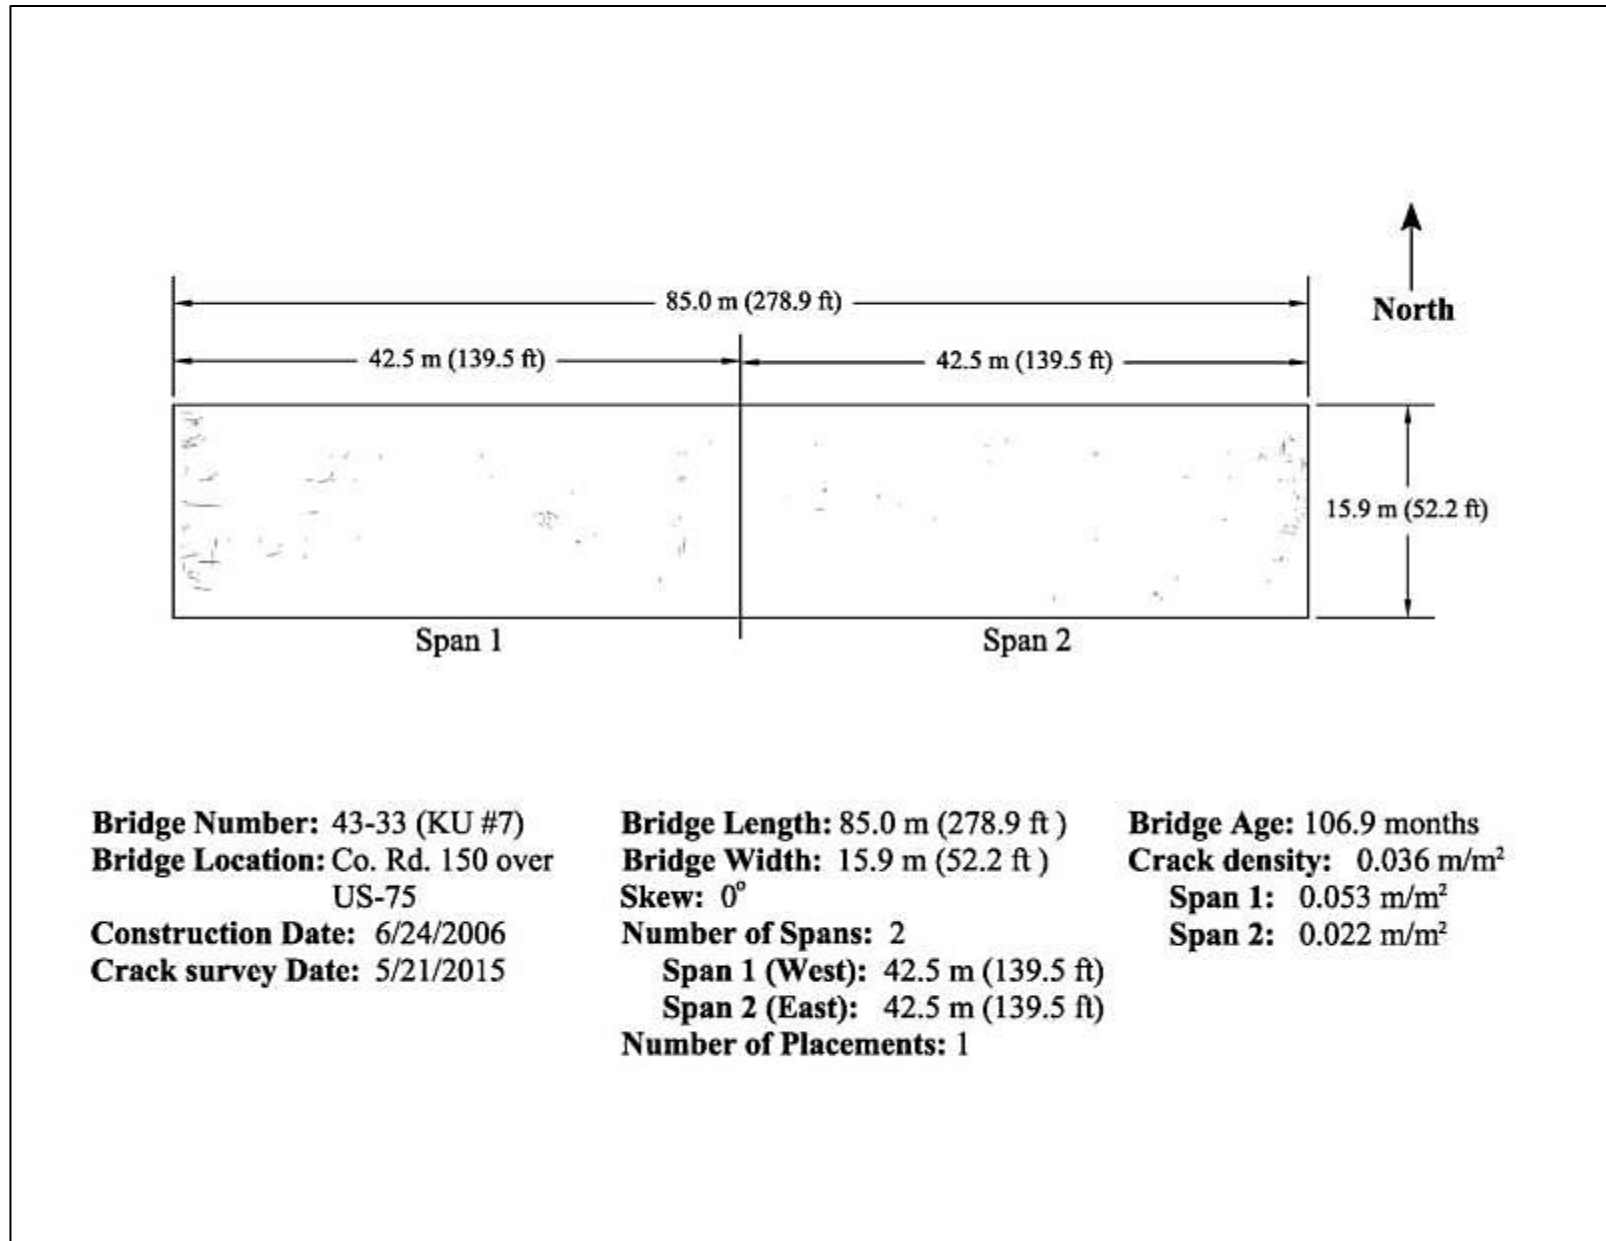 85.0 m (278.9 ft)
North
42.5 m (139.5 ft)
42.5 m (139.5 ft)
15.9 m (52.2 ft)
Span 1
Span 2
Bridge Number: 43-33 (KU #7)
Bridge Location: Co. Rd. 150 over
US-75
Construction Date: 6/24/2006
Crack survey Date: 5/21/2015
Bridge Length: 85.0 m (278.9 ft )
Bridge Width: 15.9 m (52.2 ft )
Skew: 0°
Number of Spans: 2
Span 1 (West): 42.5 m (139.5 ft)
Span 2 (East): 42.5 m (139.5 ft)
Number of Placements: 1
Bridge Age: 106.9 months
Crack density: 0.036 m/m²
Span 1: 0.053 m/m²
Span 2: 0.022 m/m²